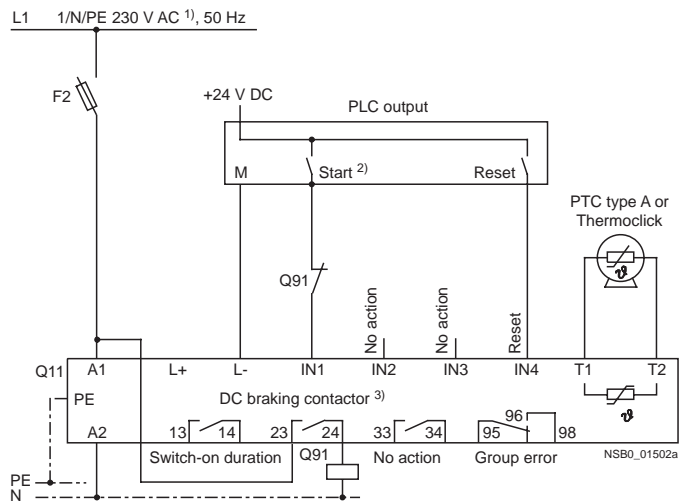 L1 1/N/PE 230 V AC 1), 50 Hz
F2
+24 V DC
PLC output
M
Start 2)
Reset
PTC type A or
Thermoclick
ϑ
Q91
No action
No action
Reset
Q11
A1 L+ L- IN1 IN2 IN3 IN4 T1 T2
PE
DC braking contactor 3)
ϑ
A2
13 14 23 24 33 34 95 96 98
Switch-on duration
Q91
No action
Group error
NSB0_01502a
PE
N